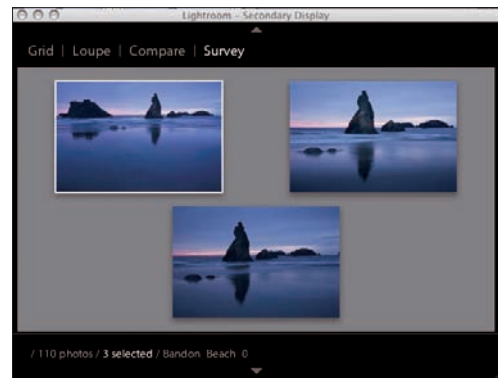 Lightroom - Secondary Display
Grid | Loupe | Compare | Survey
/ 110 photos / 3 selected / Bandon Beach 0